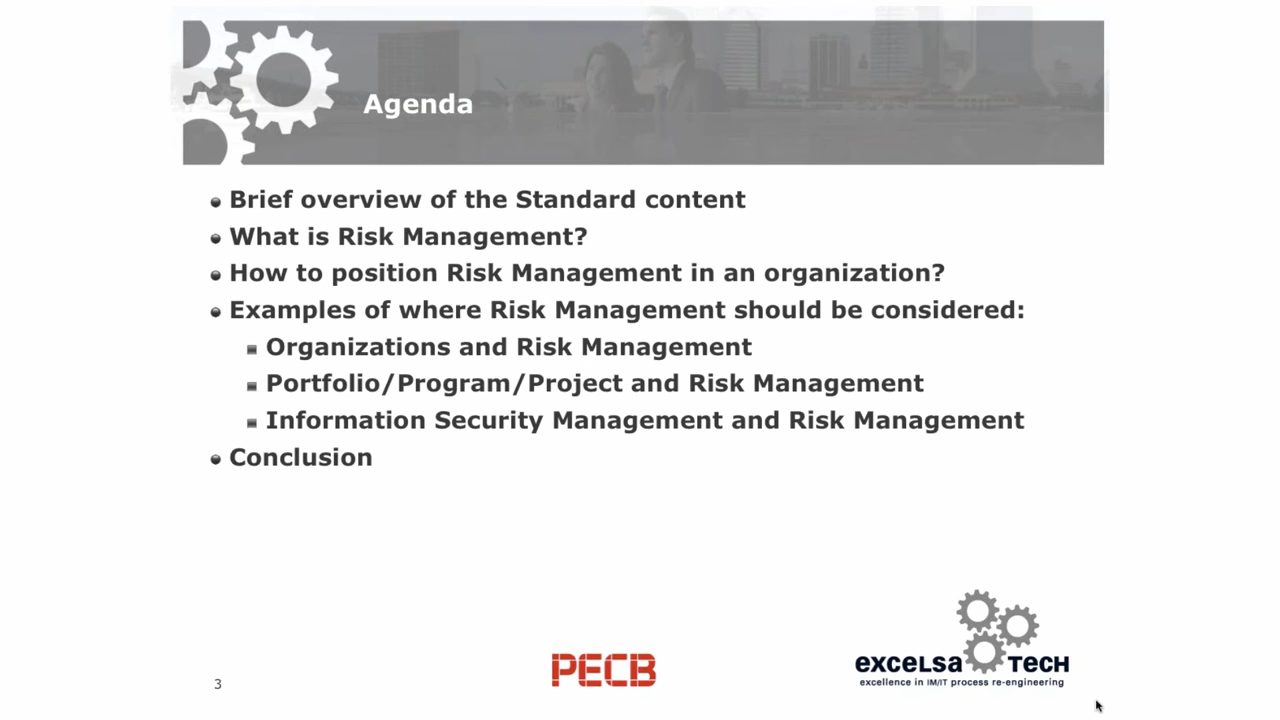 Agenda
Brief overview of the Standard content
What is Risk Management?
How to position Risk Management in an organization?
Examples of where Risk Management should be considered:
Organizations and Risk Management
Portfolio/Program/Project and Risk Management
Information Security Management and Risk Management
Conclusion
3
PECB
EXCELSA TECH
excellence in IM/IT process re-engineering